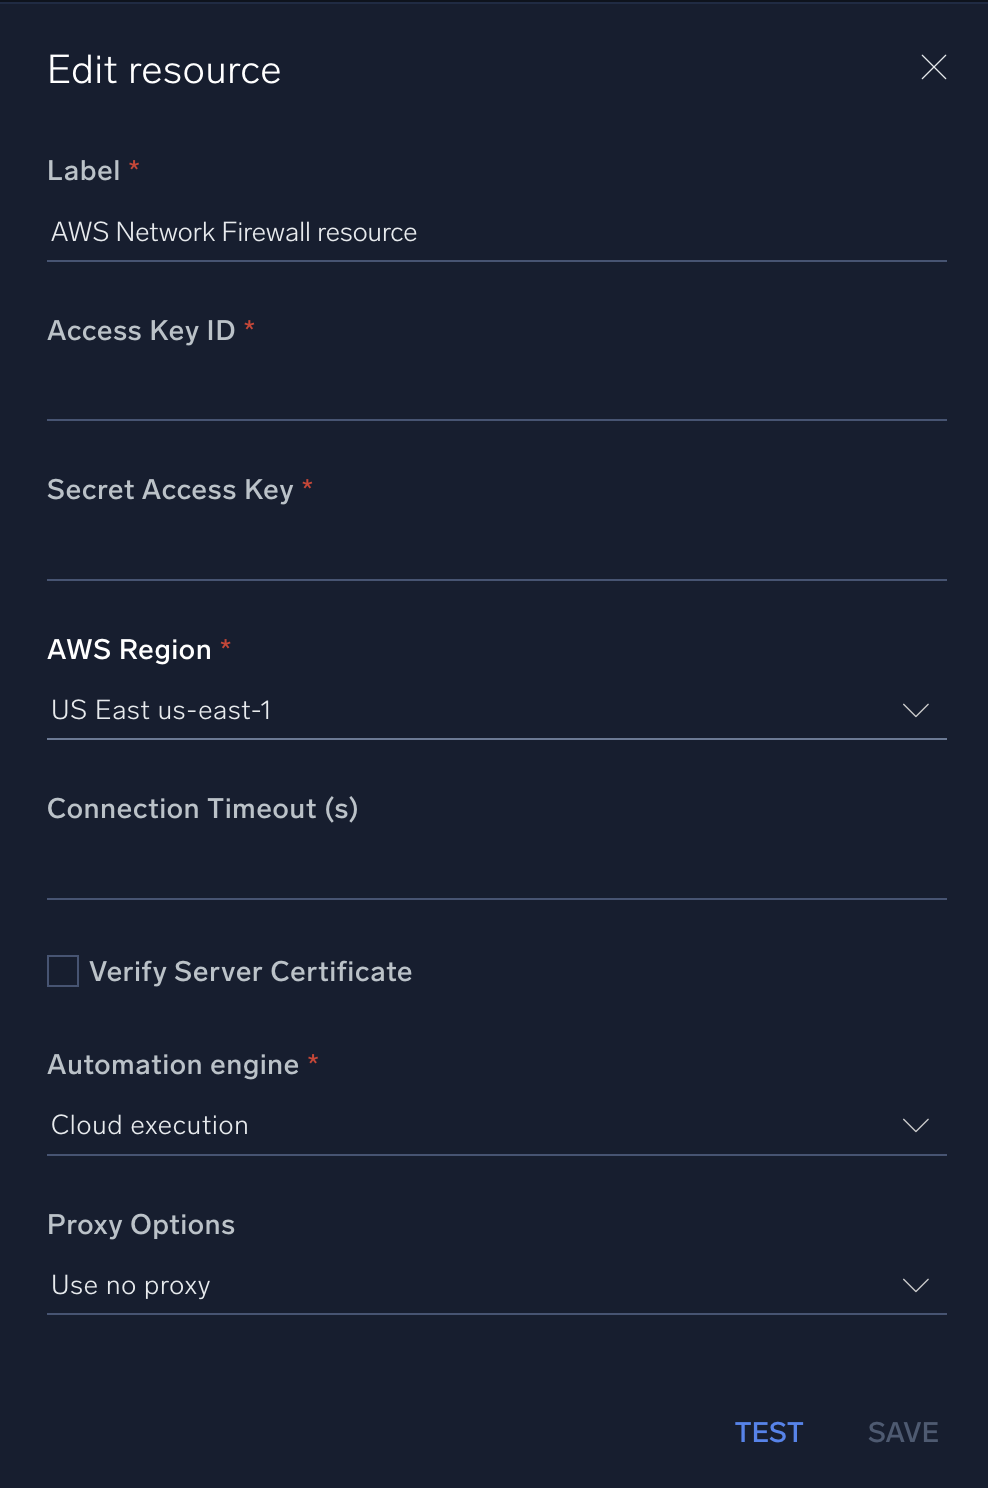 Edit resource
Label *
AWS Network Firewall resource
Access Key ID *
Secret Access Key *
AWS Region *
US East us-east-1
Connection Timeout (s)
Verify Server Certificate
Automation engine *
Cloud execution
Proxy Options
Use no proxy
TEST SAVE